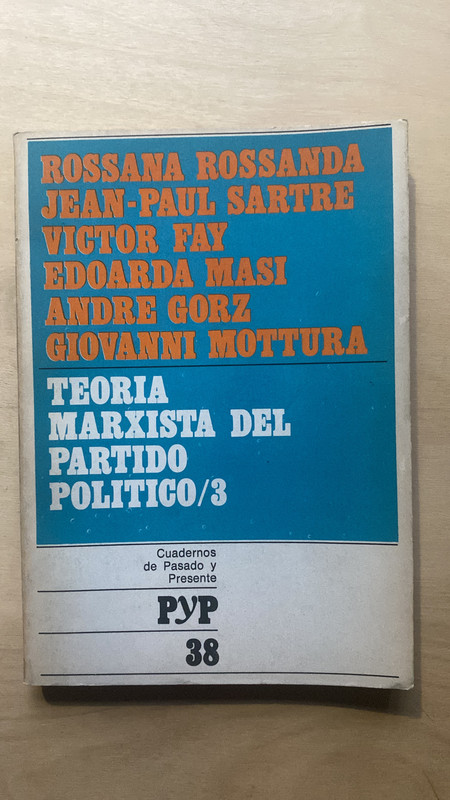 ROSSANA ROSSANDA
JEAN-PAUL SARTRE
VICTOR FAY
EDOARDA MASI
ANDRE GORZ
GIOVANNI MOTTURA
TEORIA
MARXISTA DEL
PARTIDO
POLITICO/3
Cuadernos
de Pasado y
Presente
PyP
38